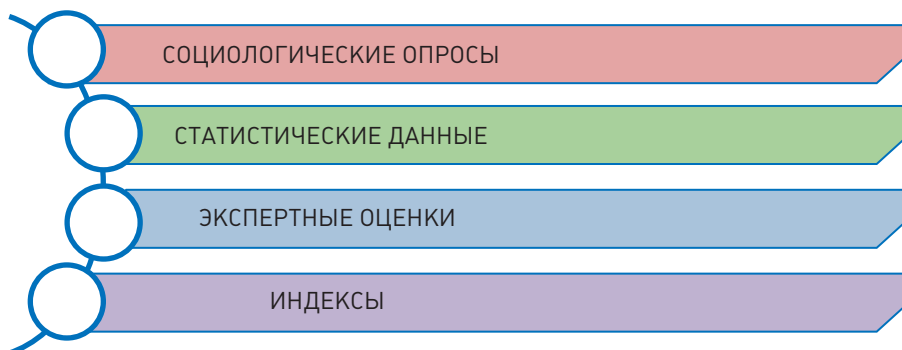 СОЦИОЛОГИЧЕСКИЕ ОПРОСЫ
СТАТИСТИЧЕСКИЕ ДАННЫЕ
ЭКСПЕРТНЫЕ ОЦЕНКИ
ИНДЕКСЫ